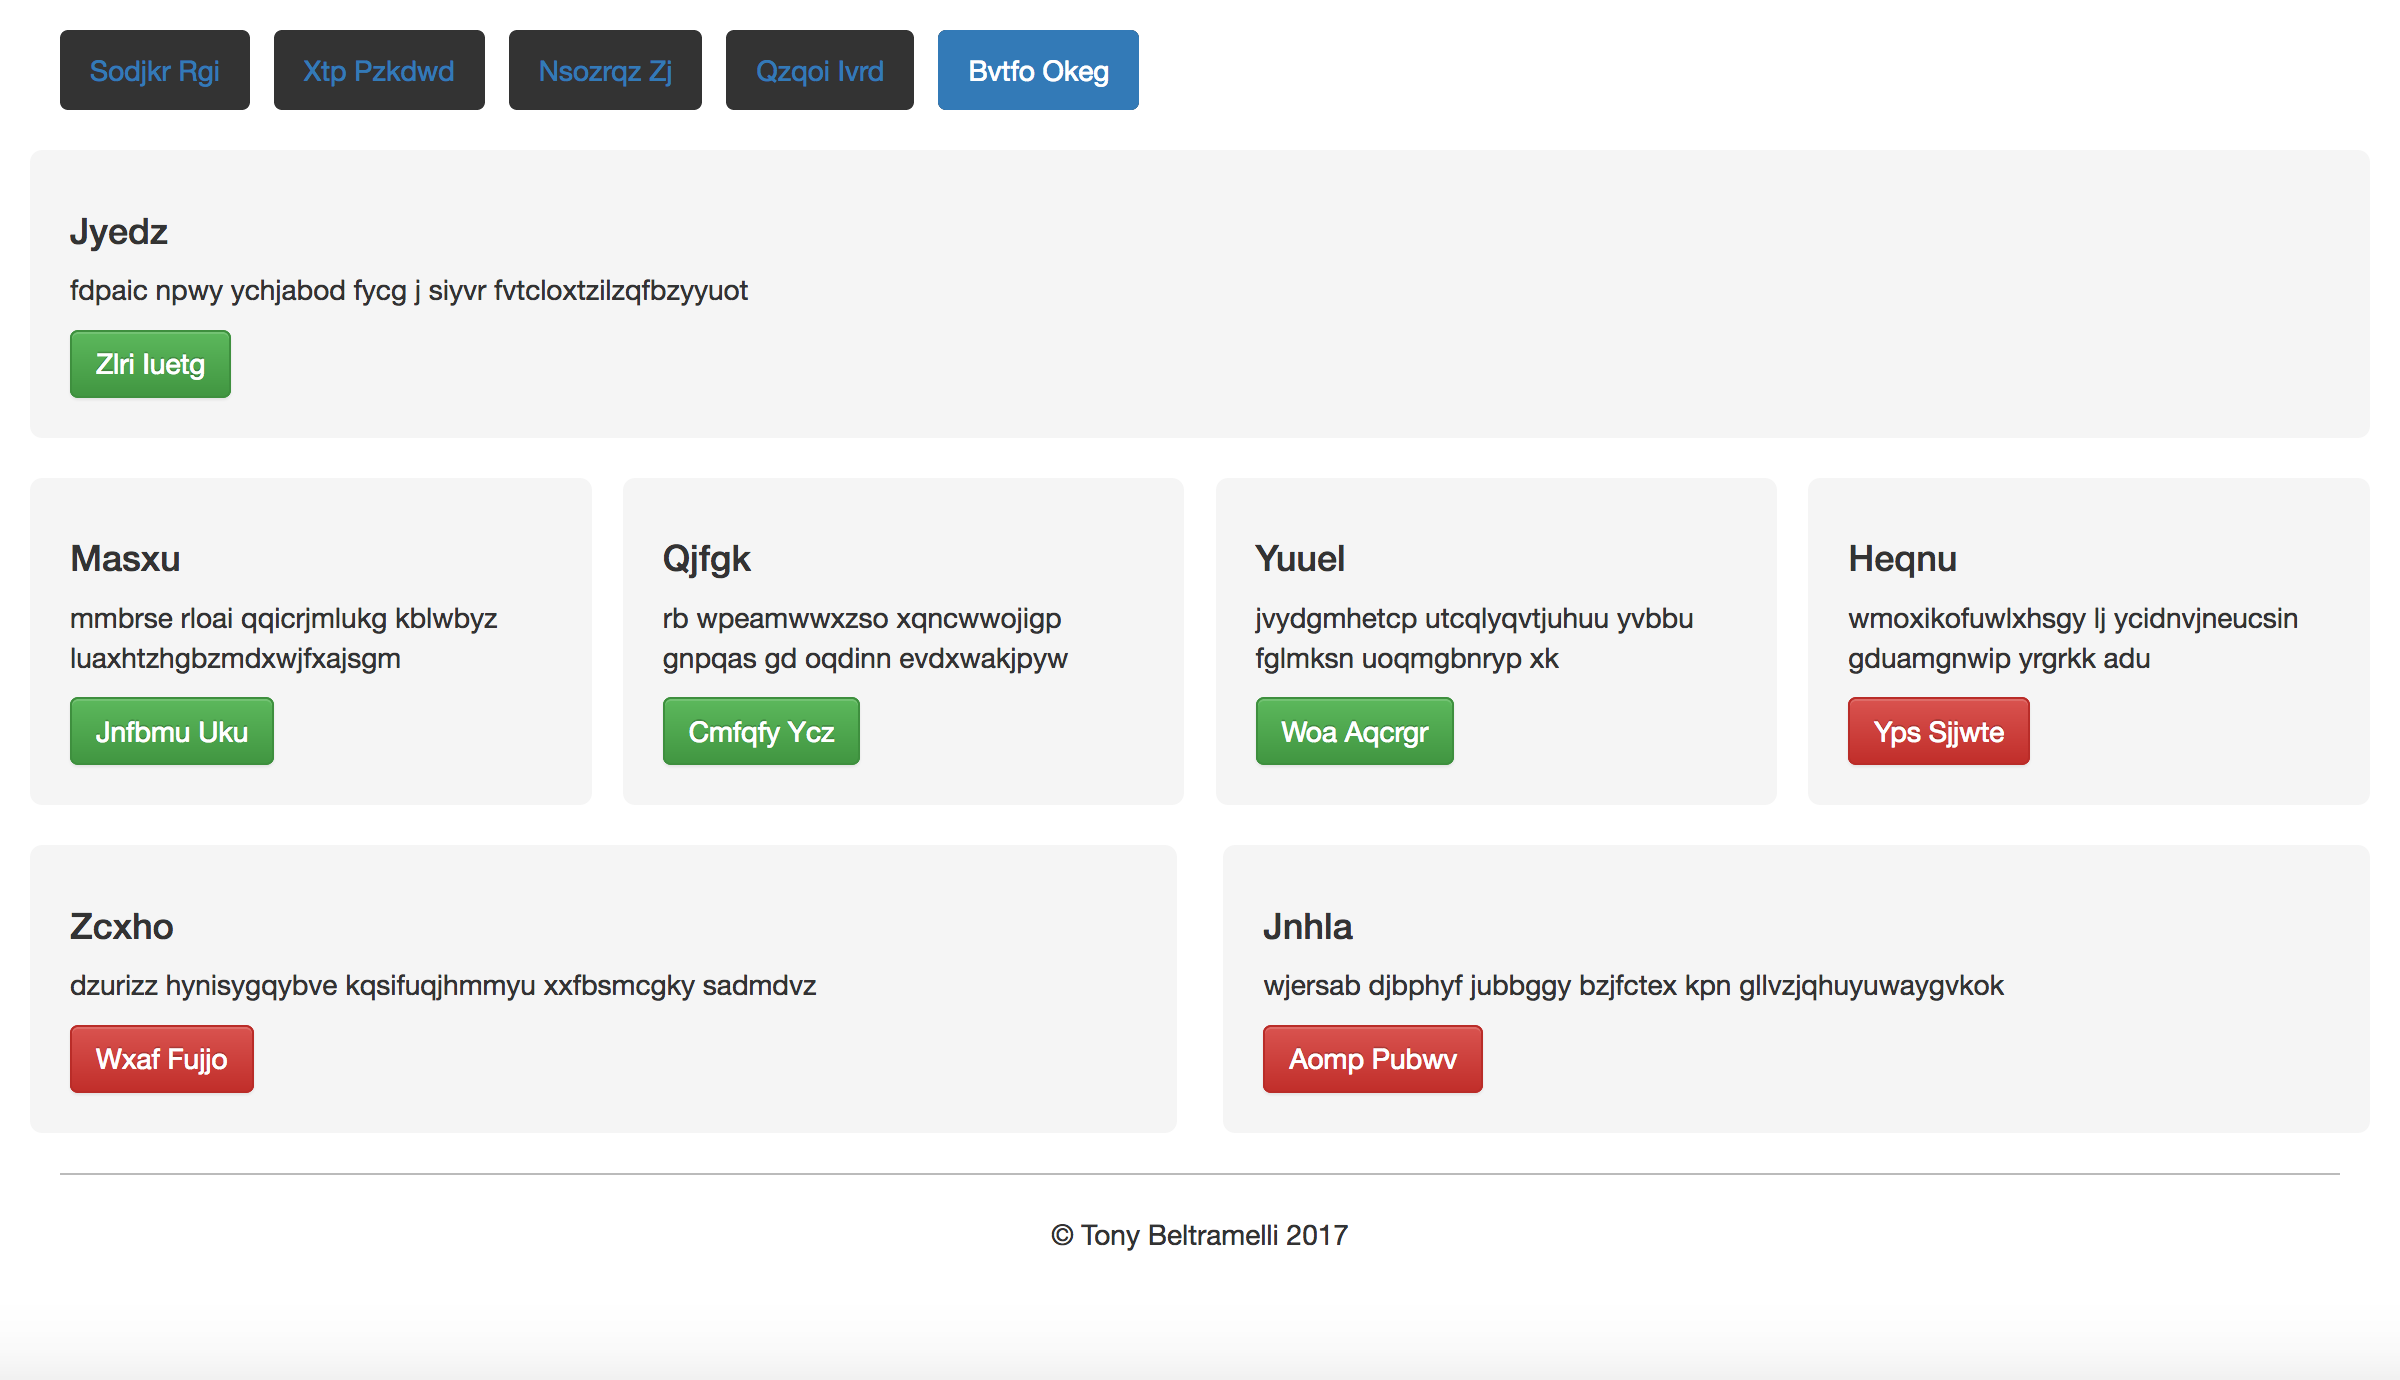 Sodjkr Rgi Xtp Pzkdwd Nsozrqz Zj Qzqoi Ivrd Bvtfo Okeg
Jyedz
fdpaic npwy ychjabod fycg j siyvr fvtcloxtzilzqfbzyyuot
Zlri Iuetg
Masxu
mmbrse rloai qqicrjmlukg kblwbyz
luaxhtzhgbzmdxwjfxajsgm
Jnfbmu Uku
Qjfgk
rb wpeamwwxzso xqncwwojigp
gnpqas gd oqdinn evdxwakjpyw
Cmfqfy Ycz
Yuuel
jvydgmhetcp utcqlyqvtjuhuu yvbbu
fglmksn uoqmgbnryp xk
Woa Aqcrgr
Heqnu
wmoxikofuwlxhsgy lj ycidnvjneucsin
gduamgnwip yrgrkk adu
Yps Sjjwte
Zcxho
dzurizz hynisygqybve kqsifuqjhmmyu xxfbsmcgky sadmdvz
Wxaf Fujjo
Jnhla
wjersab djbphyf jubbggy bzjfctex kpn gllvzjqhuyuwaygvkok
Aomp Pubwv
© Tony Beltramelli 2017